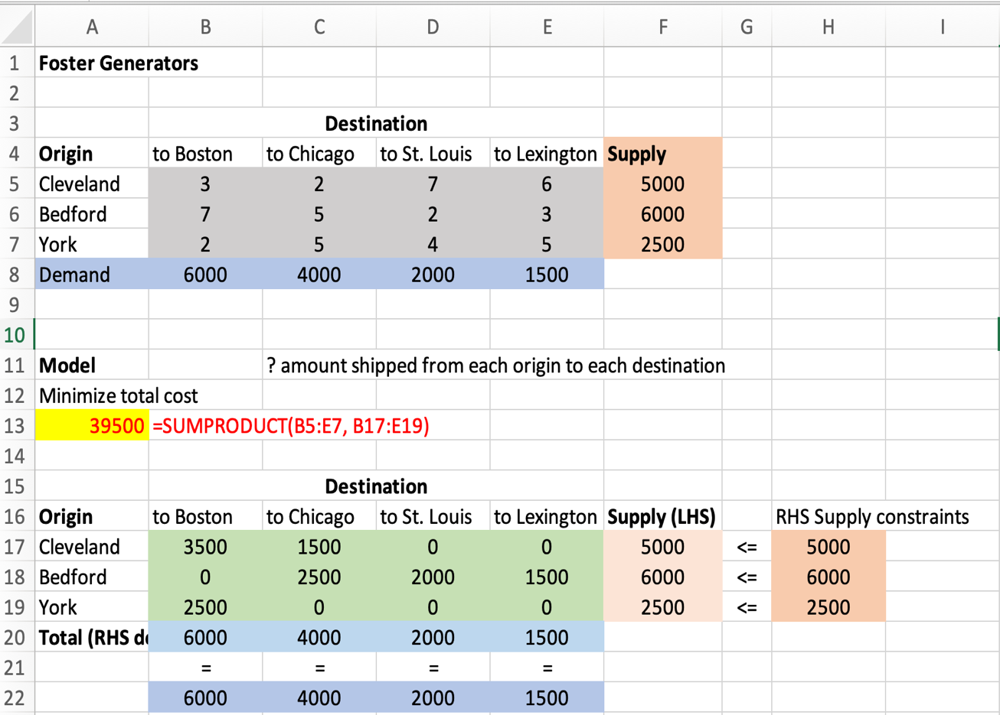 A B C D E F G H I
1 Foster Generators
2
3 Destination
4 Origin to Boston to Chicago to St. Louis to Lexington Supply
5 Cleveland 3 2 7 6 5000
6 Bedford 7 5 2 3 6000
7 York 2 5 4 5 2500
8 Demand 6000 4000 2000 1500
9
10
11 Model ? amount shipped from each origin to each destination
12 Minimize total cost
13 39500 =SUMPRODUCT(B5:E7, B17:E19)
14
15 Destination
16 Origin to Boston to Chicago to St. Louis to Lexington Supply (LHS) RHS Supply constraints
17 Cleveland 3500 1500 0 0 5000 <= 5000
18 Bedford 0 2500 2000 1500 6000 <= 6000
19 York 2500 0 0 0 2500 <= 2500
20 Total (RHS 6000 4000 2000 1500
21 = = = =
22 6000 4000 2000 1500